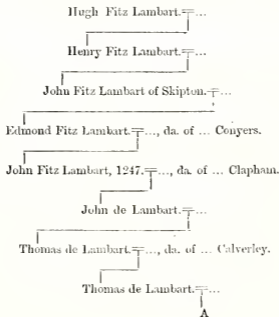 Hugh Fitz Lambart.=...
Henry Fitz Lambart.=...
John Fitz Lambart of Skipton.=...
Edmond Fitz Lambart.=..., da. of ... Conyers.
John Fitz Lambart, 1247.=..., da. of ... Clapham.
John de Lambart.=...
Thomas de Lambart.=..., da. of ... Calverley.
Thomas de Lambart.=...
A